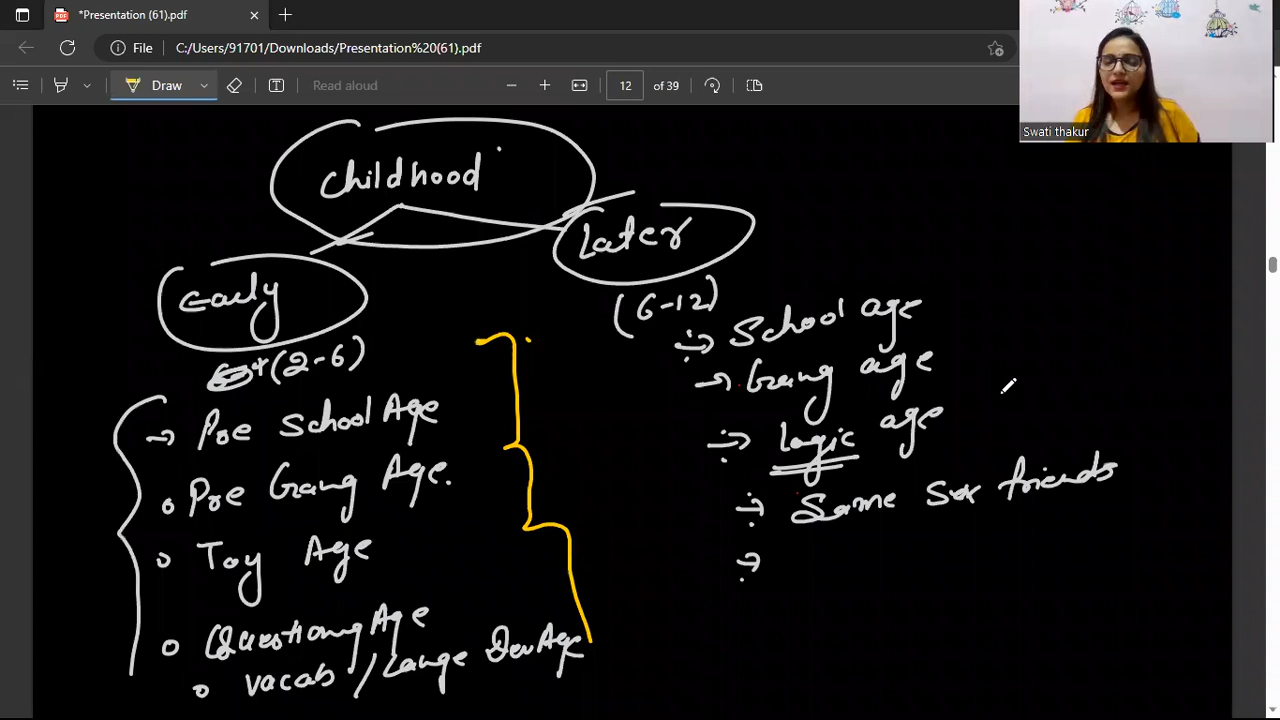 *Presentation (61).pdf
File
C:/Users/91701/Downloads/Presentation%20(61).pdf
Draw
Read aloud
12
of 39
Swati thakur
Childhood
Later
Early
(6-12)
(2-6)
School age
Gang age
Logic age
Same Sex friends
Pre School Age
Pre Gang Age.
Toy Age
Questioning Age
Vocab / Lange Dev Age